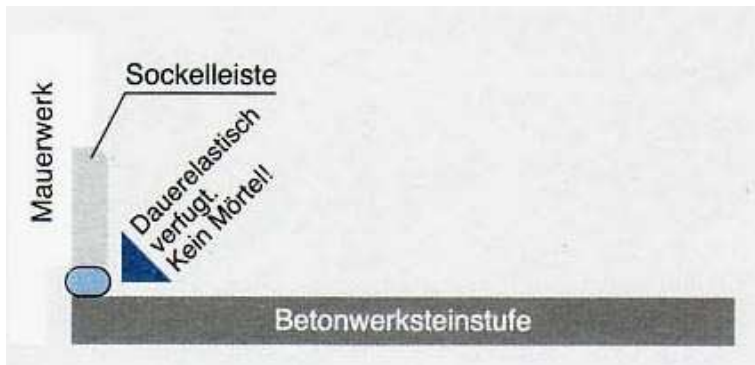 Sockelleiste
Mauerwerk
Dauerelastisch
verfugt.
Kein Mörtel!
Betonwerksteinstufe